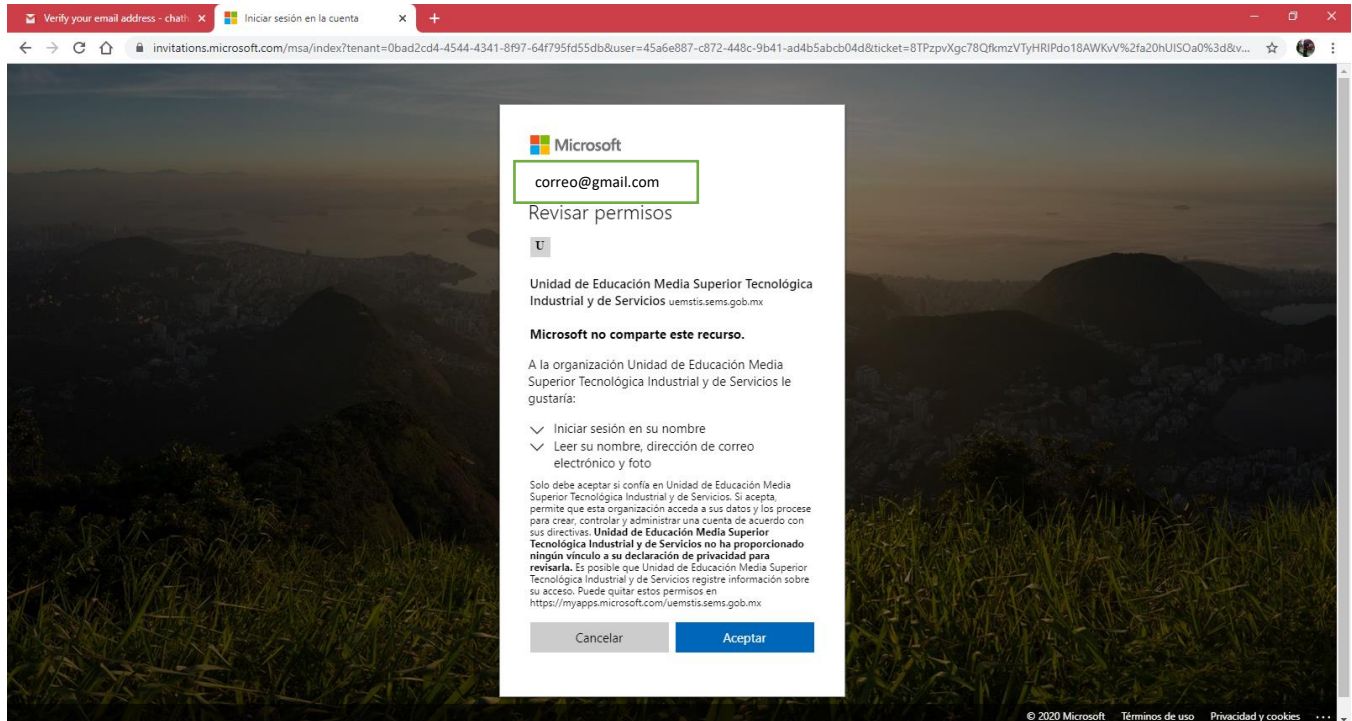 Verify your email address - chath
Iniciar sesión en la cuenta
invitations.microsoft.com/msa/index?tenant=0bad2cd4-4544-4341-8f97-64f795fd55db&user=45a6e887-c872-448c-9b41-ad4b5abcb04d&ticket=8TPzpvXgc78QfkmzVTyHRlPdo18AWKvV%2fa20hUlSOa0%3d&v...
Microsoft
correo@gmail.com
Revisar permisos
U
Unidad de Educación Media Superior Tecnológica
Industrial y de Servicios uemstis.sems.gob.mx
Microsoft no comparte este recurso.
A la organización Unidad de Educación Media
Superior Tecnológica Industrial y de Servicios le
gustaría:
Iniciar sesión en su nombre
Leer su nombre, dirección de correo
electrónico y foto
Solo debe aceptar si confía en Unidad de Educación Media
Superior Tecnológica Industrial y de Servicios. Si acepta,
permite que esta organización acceda a sus datos y los procese
para crear, controlar y administrar una cuenta de acuerdo con
sus directivas. Unidad de Educación Media Superior
Tecnológica Industrial y de Servicios no ha proporcionado
ningún vínculo a su declaración de privacidad para
revisarla. Es posible que Unidad de Educación Media Superior
Tecnológica Industrial y de Servicios registre información sobre
su acceso. Puede quitar estos permisos en
https://myapps.microsoft.com/uemstis.sems.gob.mx
Cancelar
Aceptar
© 2020 Microsoft Términos de uso Privacidad y cookies ...